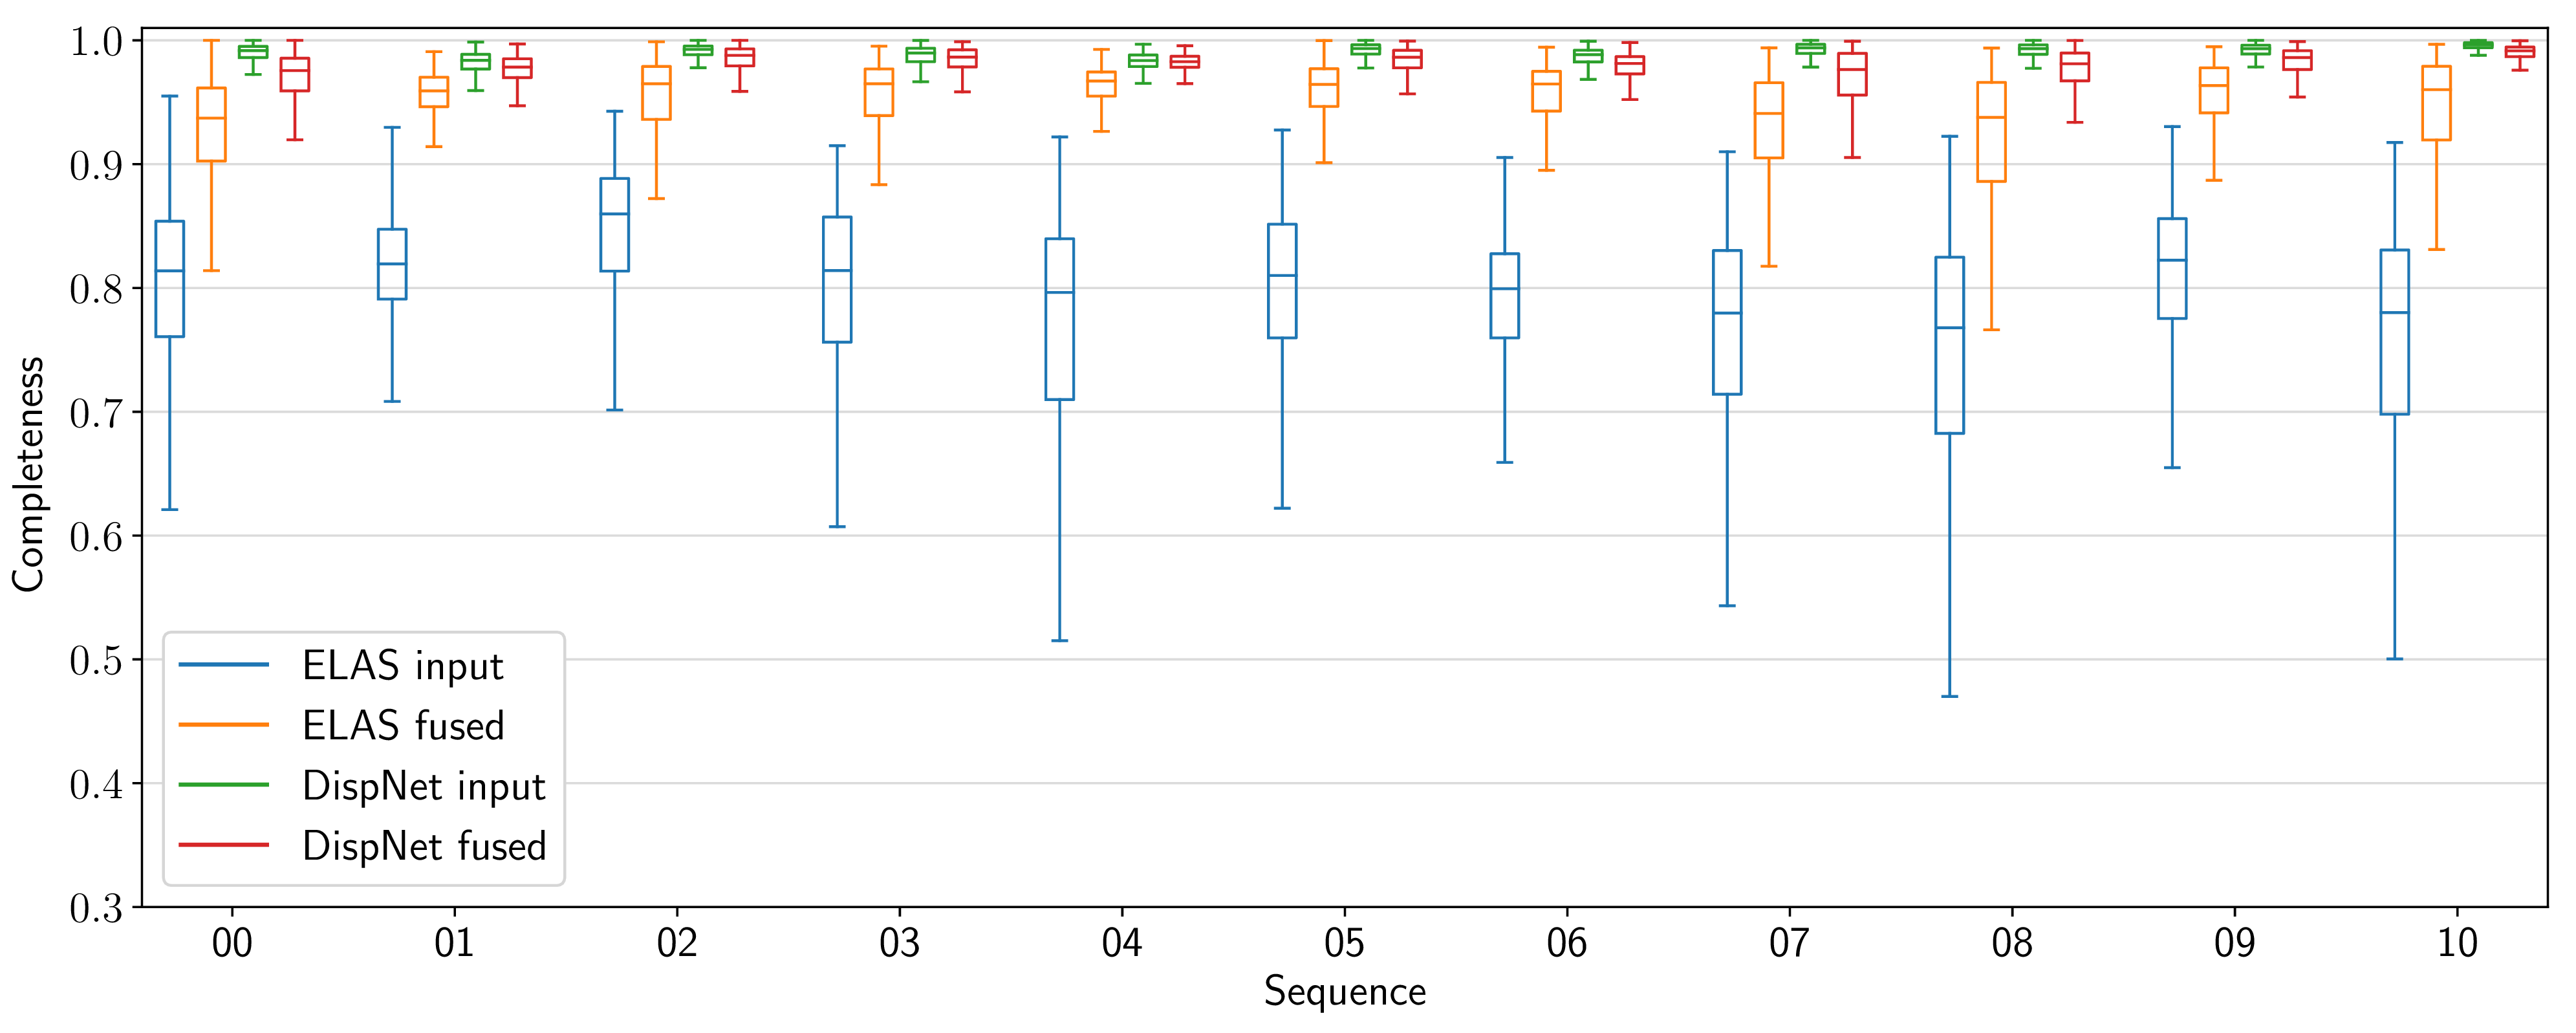 Completeness
1.0
0.9
0.8
0.7
0.6
0.5
0.4
0.3
ELAS input
ELAS fused
DispNet input
DispNet fused
00 01 02 03 04 05 06 07 08 09 10
Sequence